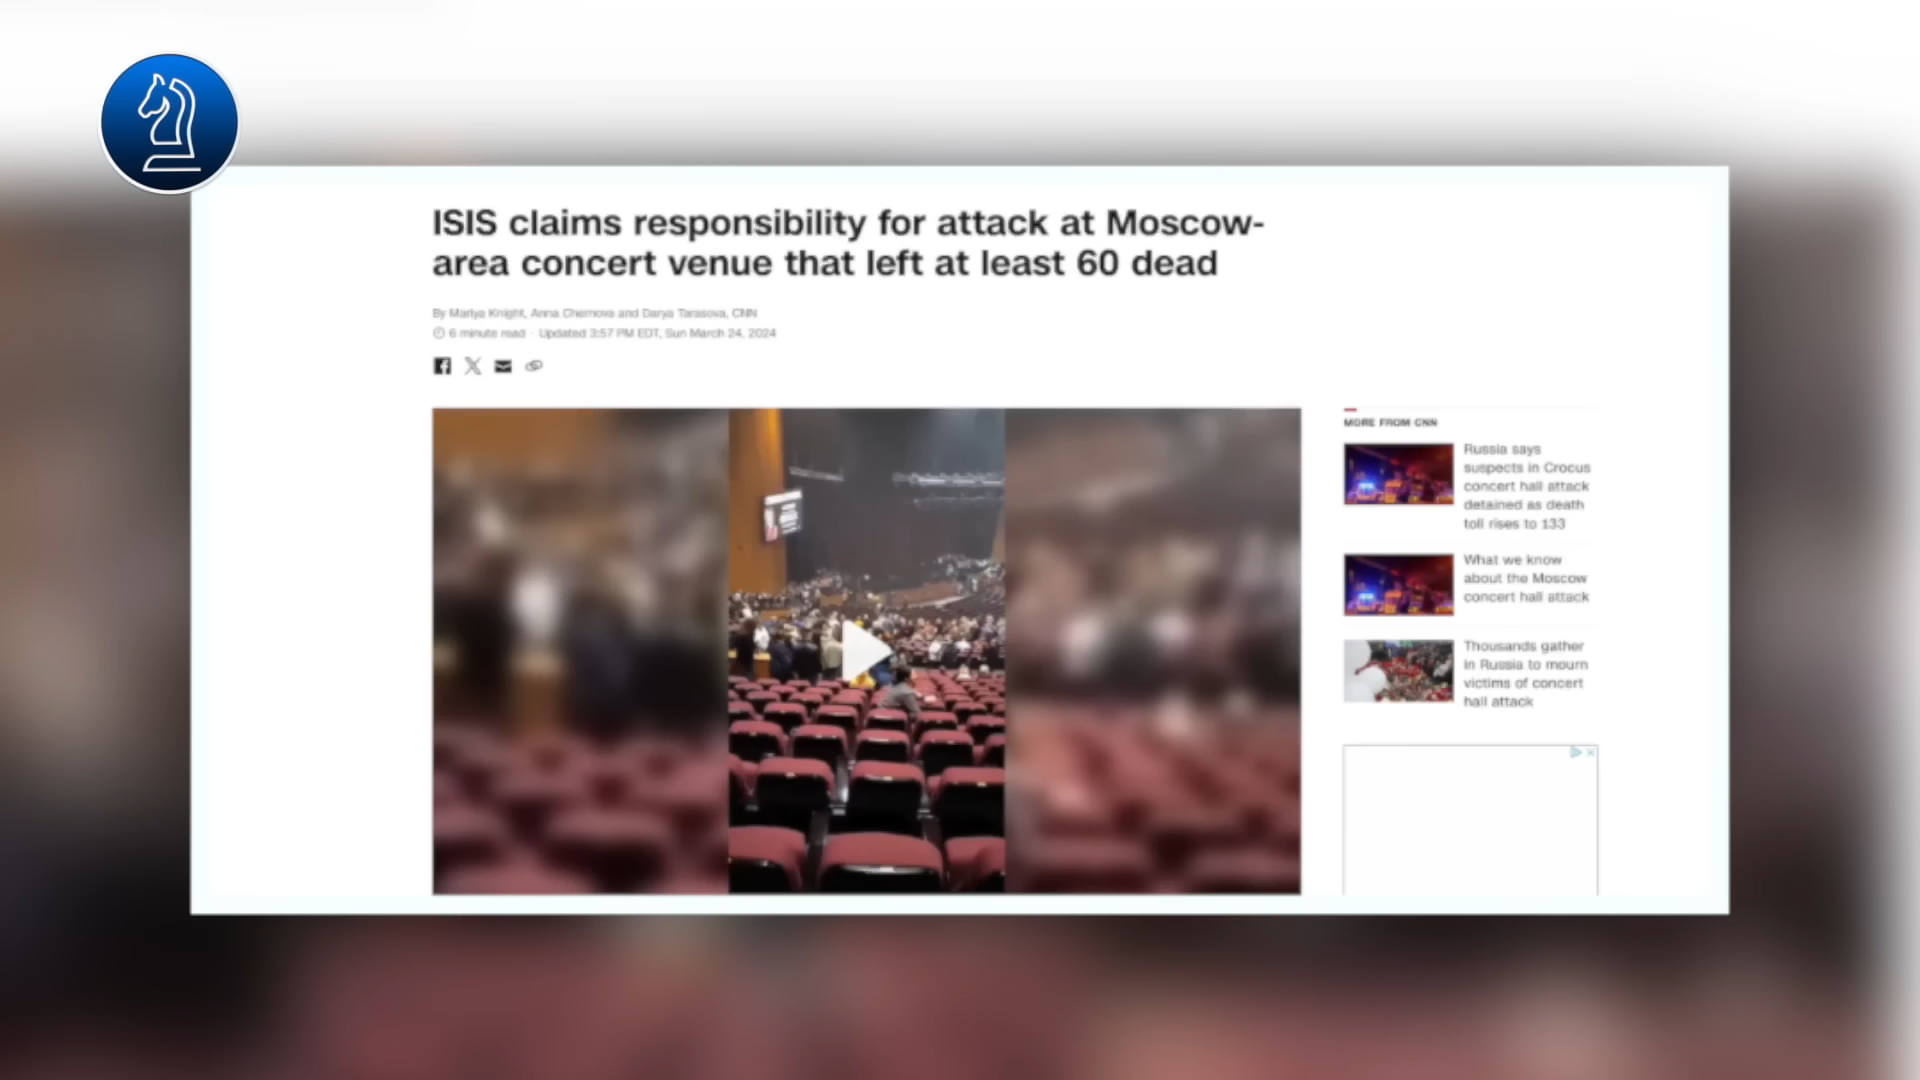 ISIS claims responsibility for attack at Moscow-
area concert venue that left at least 60 dead
By Mariya Knight, Anna Chernova and Darya Tarasova, CNN
6 minute read · Updated 3:57 PM EDT, Sun March 24, 2024
MORE FROM CNN
Russia says
suspects in Crocus
concert hall attack
detained as death
toll rises to 133
What we know
about the Moscow
concert hall attack
Thousands gather
in Russia to mourn
victims of concert
hall attack